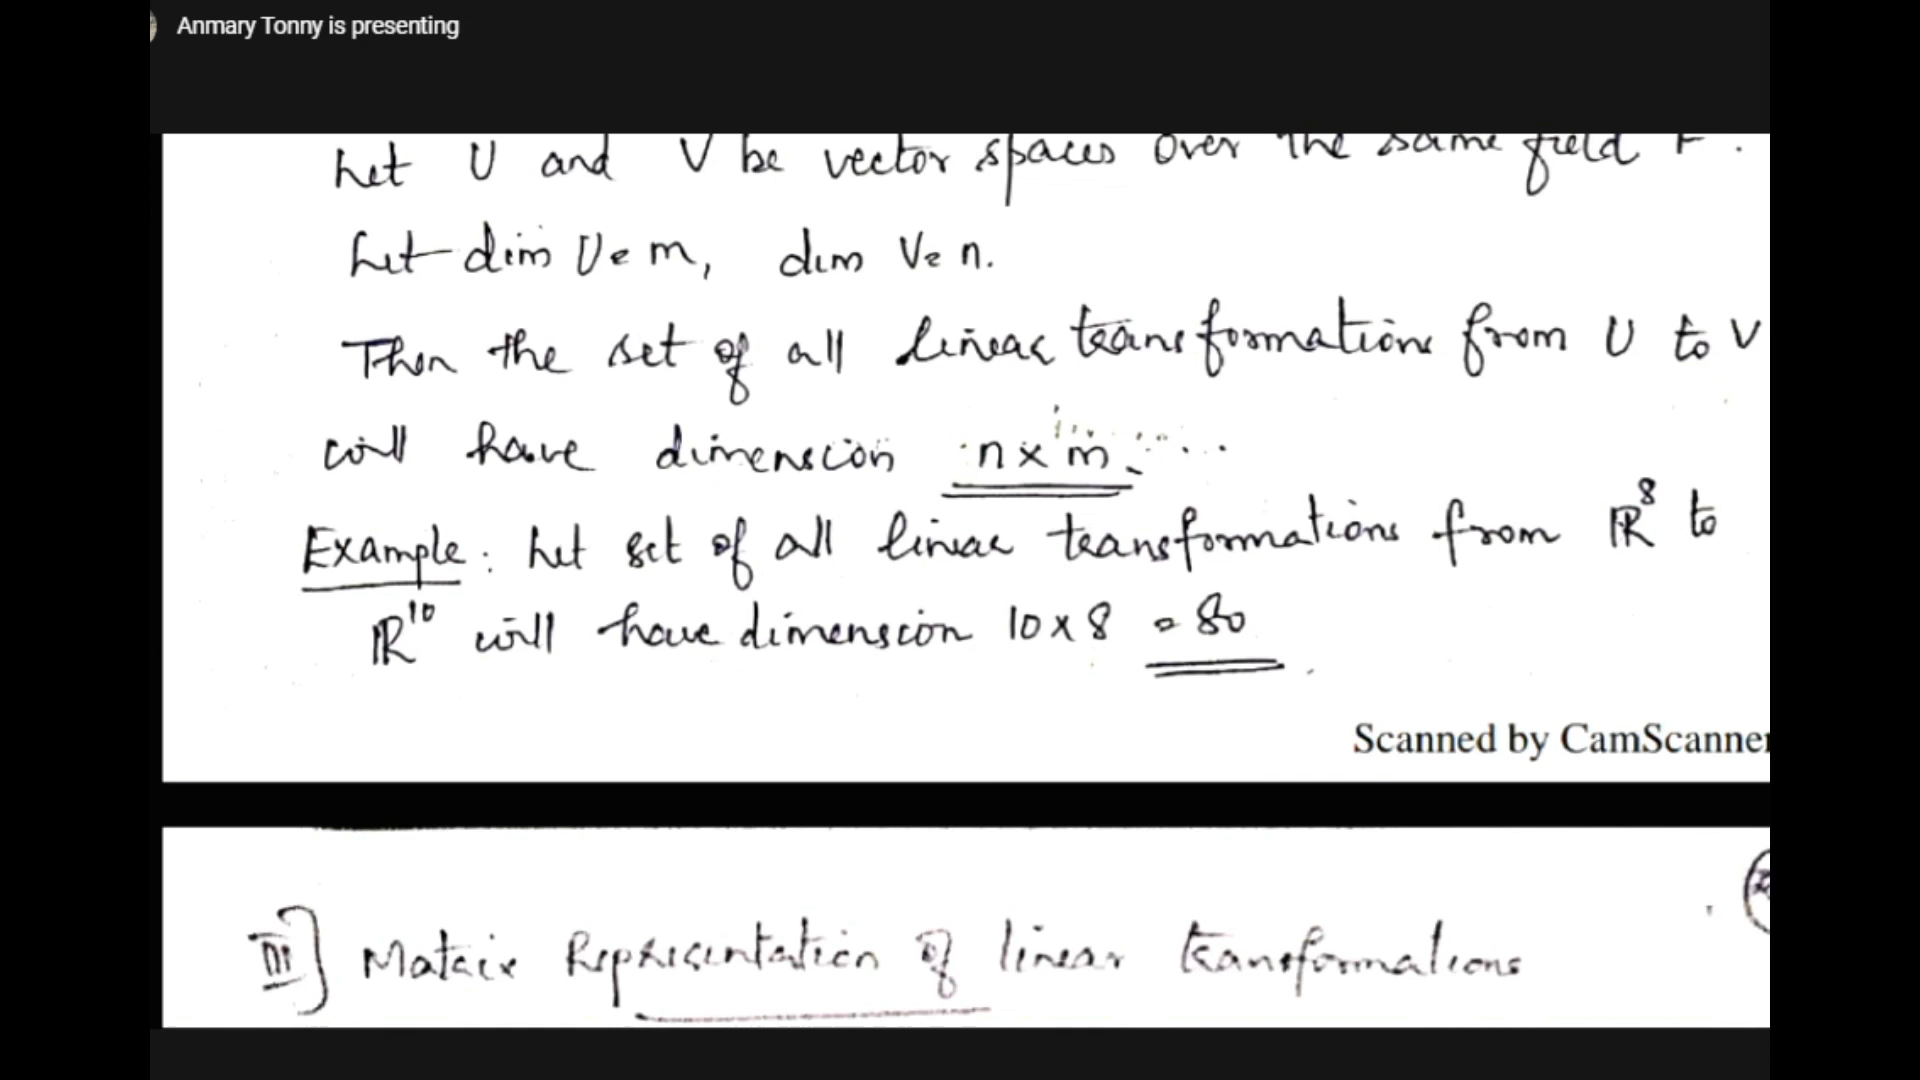 Anmary Tonny is presenting
Let U and V be vector spaces over the same field F.
Let dim U = m, dim V = n.
Then the set of all linear transformations from U to V
will have dimension n x m.
Example: Let set of all linear transformations from ℝ⁸ to
ℝ¹⁰ will have dimension 10 x 8 = 80
Scanned by CamScanner
III] Matrix Representation of linear transformations